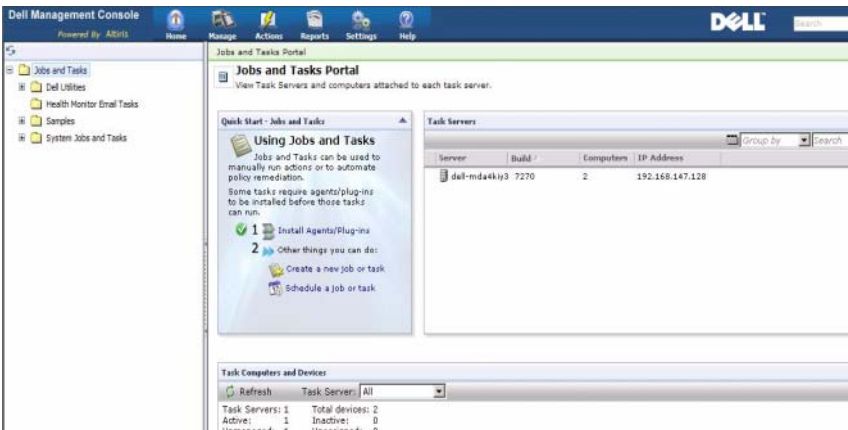 Dell Management Console
Powered By Altiris
Home
Manage
Actions
Reports
Settings
Help
DELL
Search
Jobs and Tasks Portal
Jobs and Tasks
Dell Utilities
Health Monitor Email Tasks
Samples
System Jobs and Tasks
Jobs and Tasks Portal
View Task Servers and computers attached to each task server.
Quick Start - Jobs and Tasks
Using Jobs and Tasks
Jobs and Tasks can be used to
manually run actions or to automate
policy remediation.
Some tasks require agents/plug-ins
to be installed before those tasks
can run.
1 Install Agents/Plug-ins
2 Other things you can do:
Create a new job or task
Schedule a job or task
Task Servers
Group by
Search
Server Build Computers IP Address
dell-mda4kiy3 7270 2 192.168.147.128
Task Computers and Devices
Refresh Task Server: All
Task Servers: 1 Total devices: 2
Active: 1 Inactive: 0